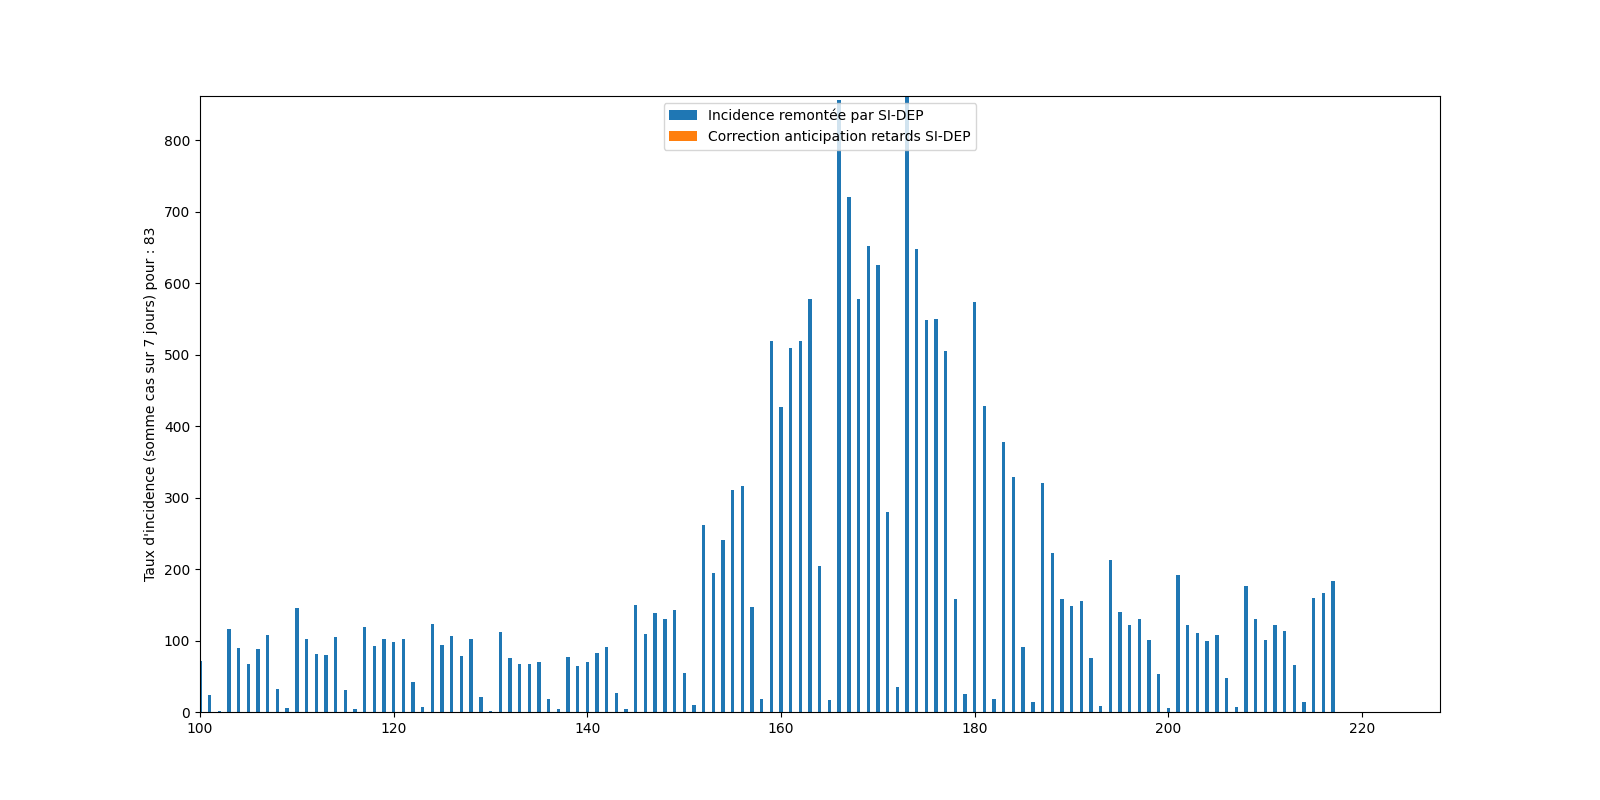 Incidence remontée par SI-DEP
Correction anticipation retards SI-DEP
Taux d'incidence (somme cas sur 7 jours) pour : 83
800
700
600
500
400
300
200
100
0
100 120 140 160 180 200 220